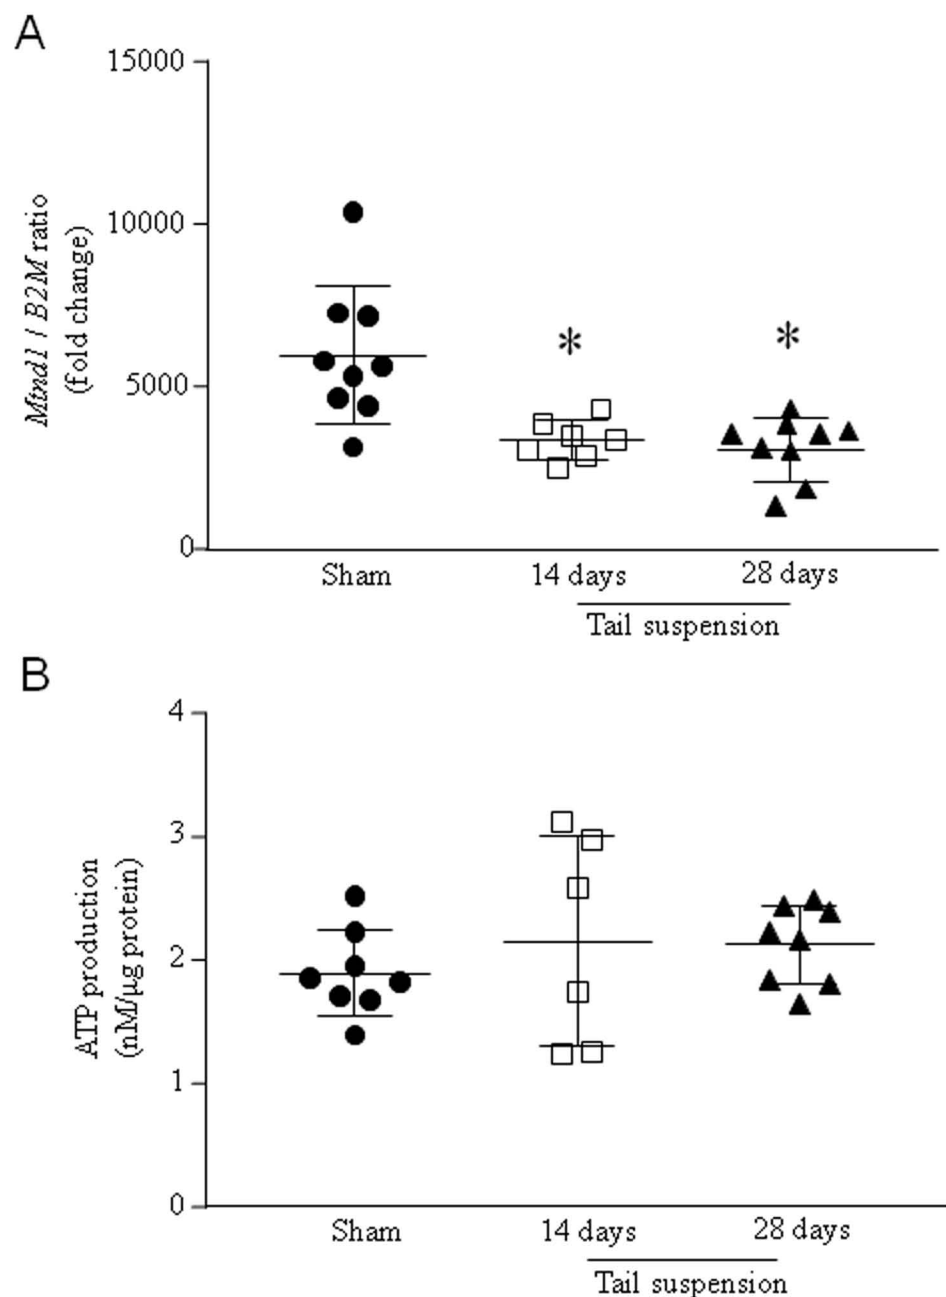 A
15000
10000
5000
0
Mtnd1 / B2M ratio
(fold change)
*
*
Sham
14 days
28 days
Tail suspension
B
4
3
2
1
0
ATP production
(nM/µg protein)
Sham
14 days
28 days
Tail suspension